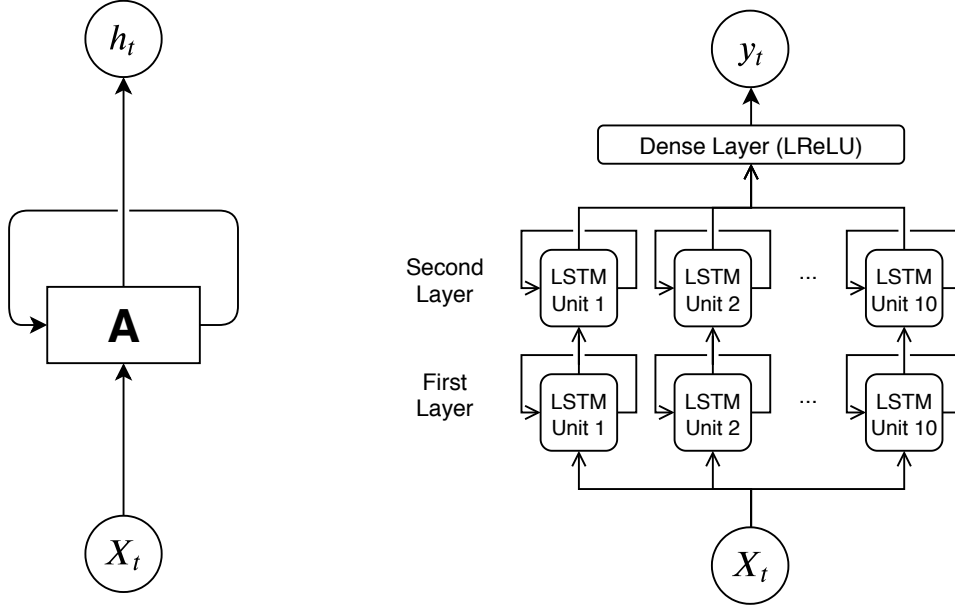 h_t
A
X_t
y_t
Dense Layer (LReLU)
Second
Layer
LSTM
Unit 1
LSTM
Unit 2
...
LSTM
Unit 10
First
Layer
LSTM
Unit 1
LSTM
Unit 2
...
LSTM
Unit 10
X_t